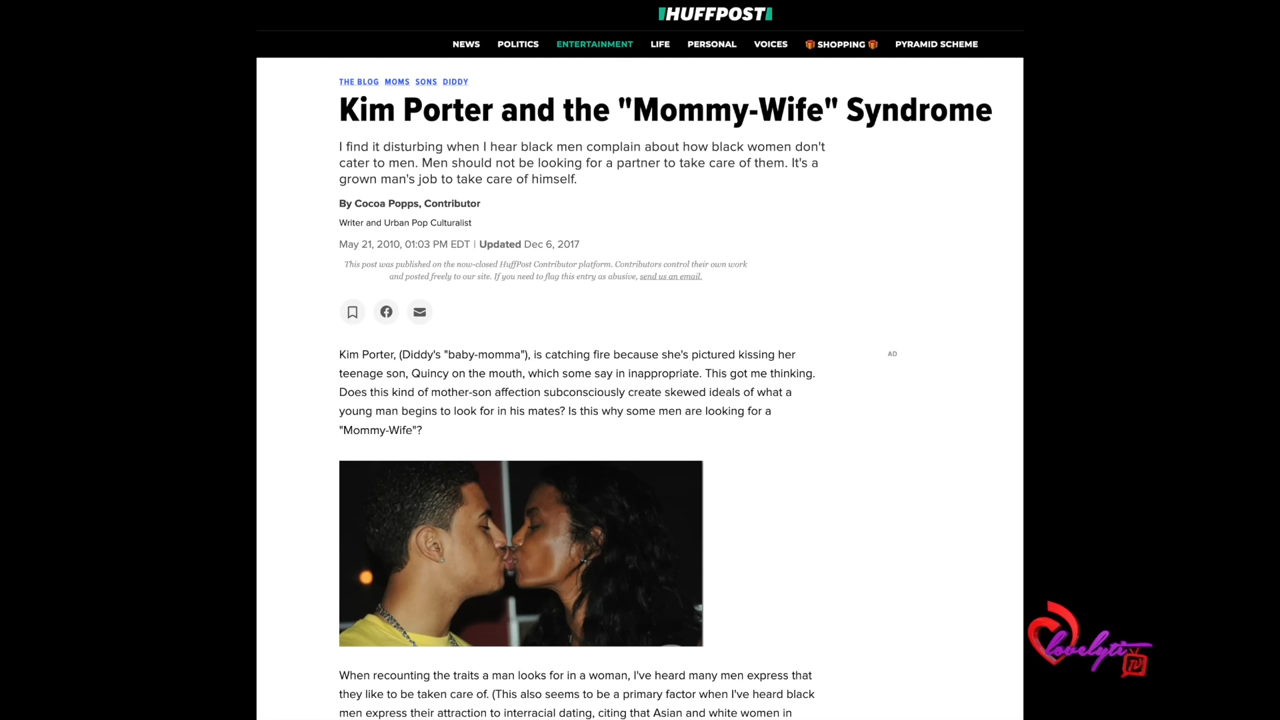 HUFFPOST
NEWS POLITICS ENTERTAINMENT LIFE PERSONAL VOICES SHOPPING PYRAMID SCHEME
THE BLOG MOMS SONS DIDDY
Kim Porter and the "Mommy-Wife" Syndrome
I find it disturbing when I hear black men complain about how black women don't
cater to men. Men should not be looking for a partner to take care of them. It's a
grown man's job to take care of himself.
By Cocoa Popps, Contributor
Writer and Urban Pop Culturalist
May 21, 2010, 01:03 PM EDT | Updated Dec 6, 2017
This post was published on the now-closed HuffPost Contributor platform. Contributors control their own work
and posted freely to our site. If you need to flag this entry as abusive, send us an email.
Kim Porter, (Diddy's "baby-momma"), is catching fire because she's pictured kissing her
AD
teenage son, Quincy on the mouth, which some say in inappropriate. This got me thinking.
Does this kind of mother-son affection subconsciously create skewed ideals of what a
young man begins to look for in his mates? Is this why some men are looking for a
"Mommy-Wife"?
When recounting the traits a man looks for in a woman, I've heard many men express that
they like to be taken care of. (This also seems to be a primary factor when I've heard black
men express their attraction to interracial dating, citing that Asian and white women in
lovelyti
TV